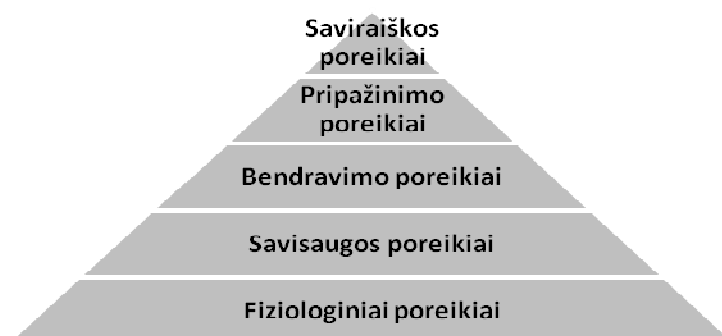 Saviraiškos
poreikiai
Pripažinimo
poreikiai
Bendravimo poreikiai
Savisaugos poreikiai
Fiziologiniai poreikiai